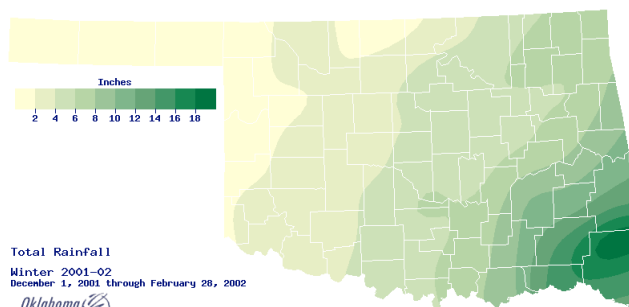 Inches
2 4 6 8 10 12 14 16 18
Total Rainfall
Winter 2001-02
December 1, 2001 through February 28, 2002
Oklahoma